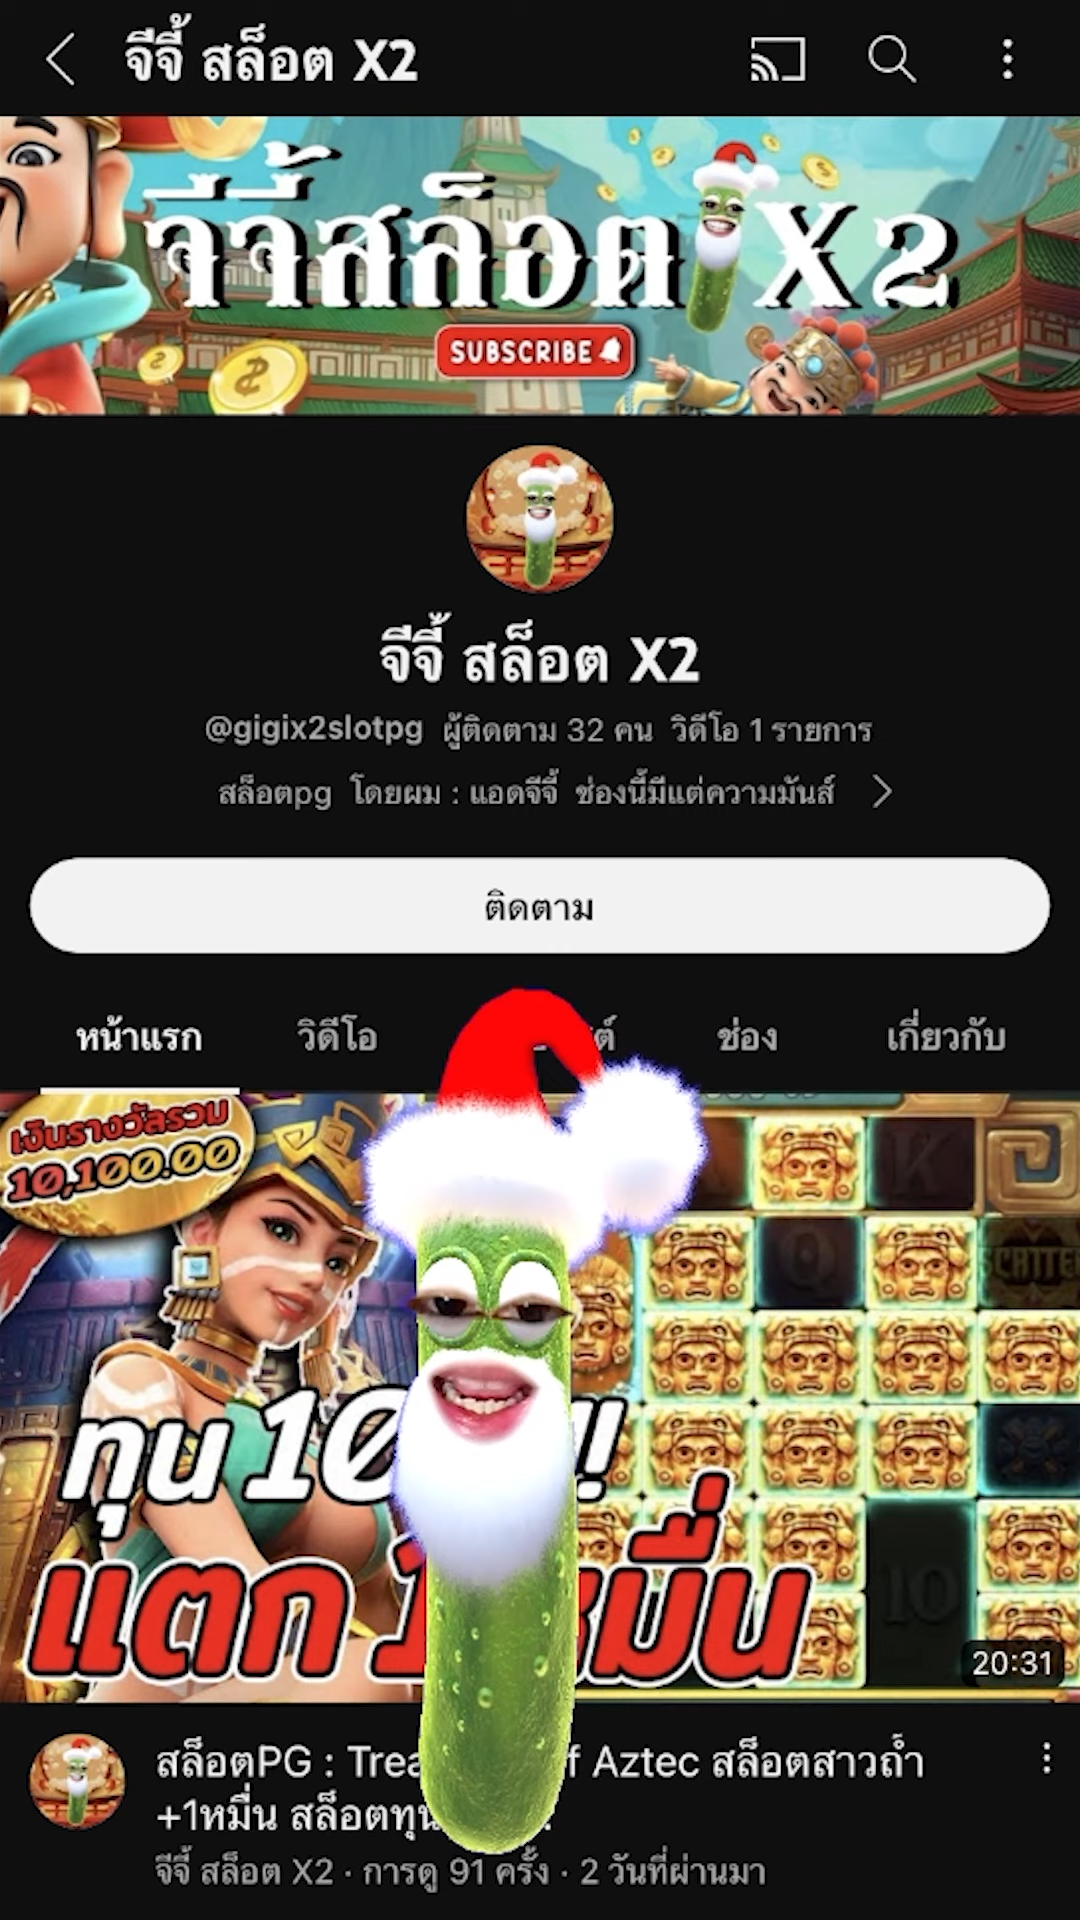 จีจี้ สล็อต X2
จีจี้สล็อต X2
SUBSCRIBE
จีจี้ สล็อต X2
@gigix2slotpg ผู้ติดตาม 32 คน วิดีโอ 1 รายการ
สล็อตpg โดยผม : แอดจีจี้ ช่องนี้มีแต่ความมันส์
ติดตาม
หน้าแรก วิดีโอ ช่อง เกี่ยวกับ
เงินรางวัลรวม
10,100.00
K
Q
SCATTE
ทุน 10 !
แตก 1 หมื่น
10
20:31
สล็อตPG : Trea f Aztec สล็อตสาวถ้ำ
+1หมื่น สล็อตทุน
จีจี้ สล็อต X2 · การดู 91 ครั้ง · 2 วันที่ผ่านมา